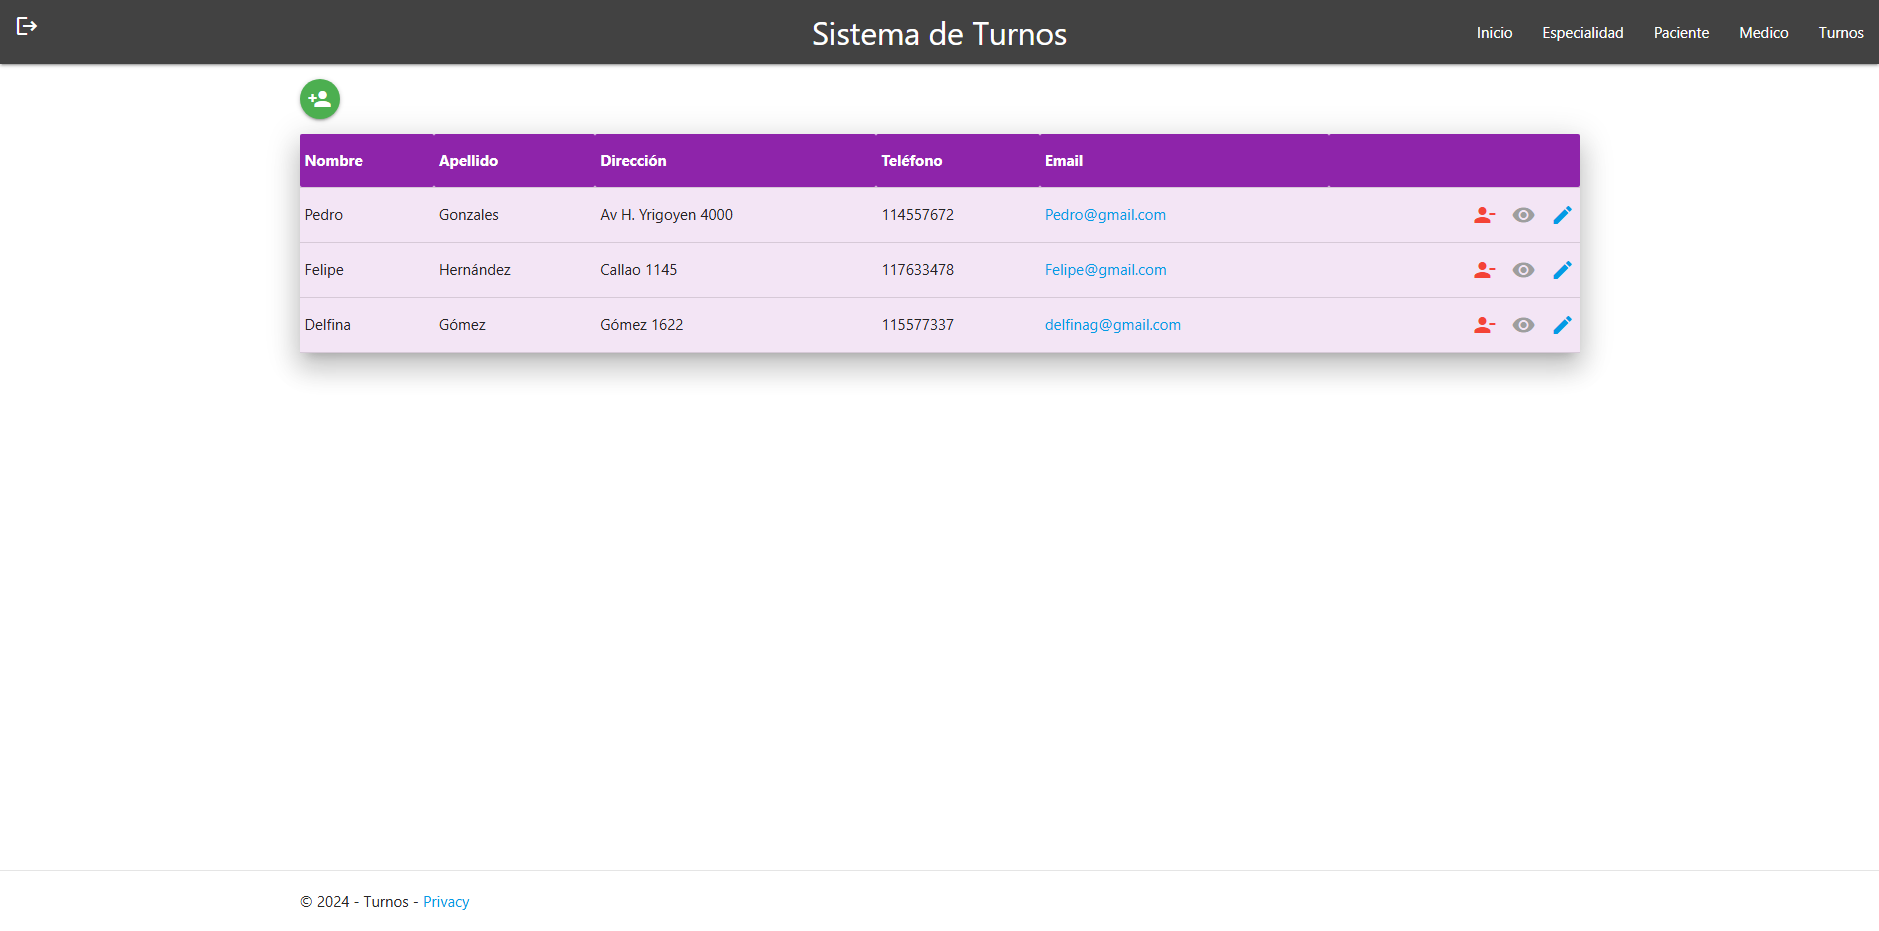 Sistema de Turnos
Inicio Especialidad Paciente Medico Turnos
Nombre Apellido Dirección Teléfono Email
Pedro Gonzales Av H. Yrigoyen 4000 114557672 Pedro@gmail.com
Felipe Hernández Callao 1145 117633478 Felipe@gmail.com
Delfina Gómez Gómez 1622 115577337 delfinag@gmail.com
© 2024 - Turnos - Privacy